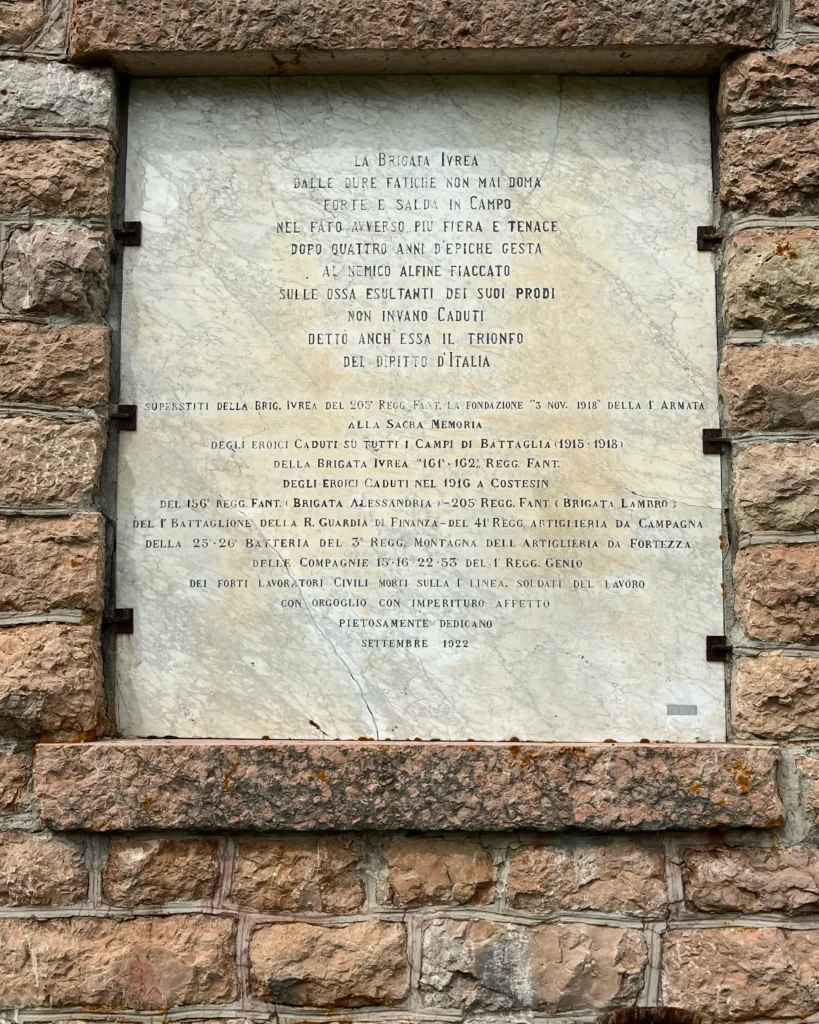 LA BRIGATA IVREA
DALLE DURE FATICHE NON MAI DOMA
FORTE E SALDA IN CAMPO
NEL FATO AVVERSO PIÙ FIERA E TENACE
DOPO QUATTRO ANNI D'EPICHE GESTA
AL NEMICO ALFINE FIACCATO
SULLE OSSA ESULTANTI DEI SUOI PRODI
NON INVANO CADUTI
DETTÒ ANCH'ESSA IL TRIONFO
DEL DIRITTO D'ITALIA
SUPERSTITI DELLA BRIG. IVREA DEL 205° REGG. FANT. LA FONDAZIONE "3 NOV. 1918" DELLA 1ª ARMATA
ALLA SACRA MEMORIA
DEGLI EROICI CADUTI SU TUTTI I CAMPI DI BATTAGLIA (1915-1918)
DELLA BRIGATA IVREA "161°-162°, REGG. FANT.
DEGLI EROICI CADUTI NEL 1916 A COSTESIN
DEL 156° REGG. FANT. (BRIGATA ALESSANDRIA) - 205° REGG. FANT. (BRIGATA LAMBRO)
DEL 1° BATTAGLIONE DELLA R. GUARDIA DI FINANZA - DEL 41° REGG. ARTIGLIERIA DA CAMPAGNA
DELLA 25ª-26ª BATTERIA DEL 3° REGG. MONTAGNA DELL'ARTIGLIERIA DA FORTEZZA
DELLE COMPAGNIE 15-16-22-53 DEL 1° REGG. GENIO
DEI FORTI LAVORATORI CIVILI MORTI SULLA 1ª LINEA, SOLDATI DEL LAVORO
CON ORGOGLIO CON IMPERITURO AFFETTO
PIETOSAMENTE DEDICANO
SETTEMBRE 1922